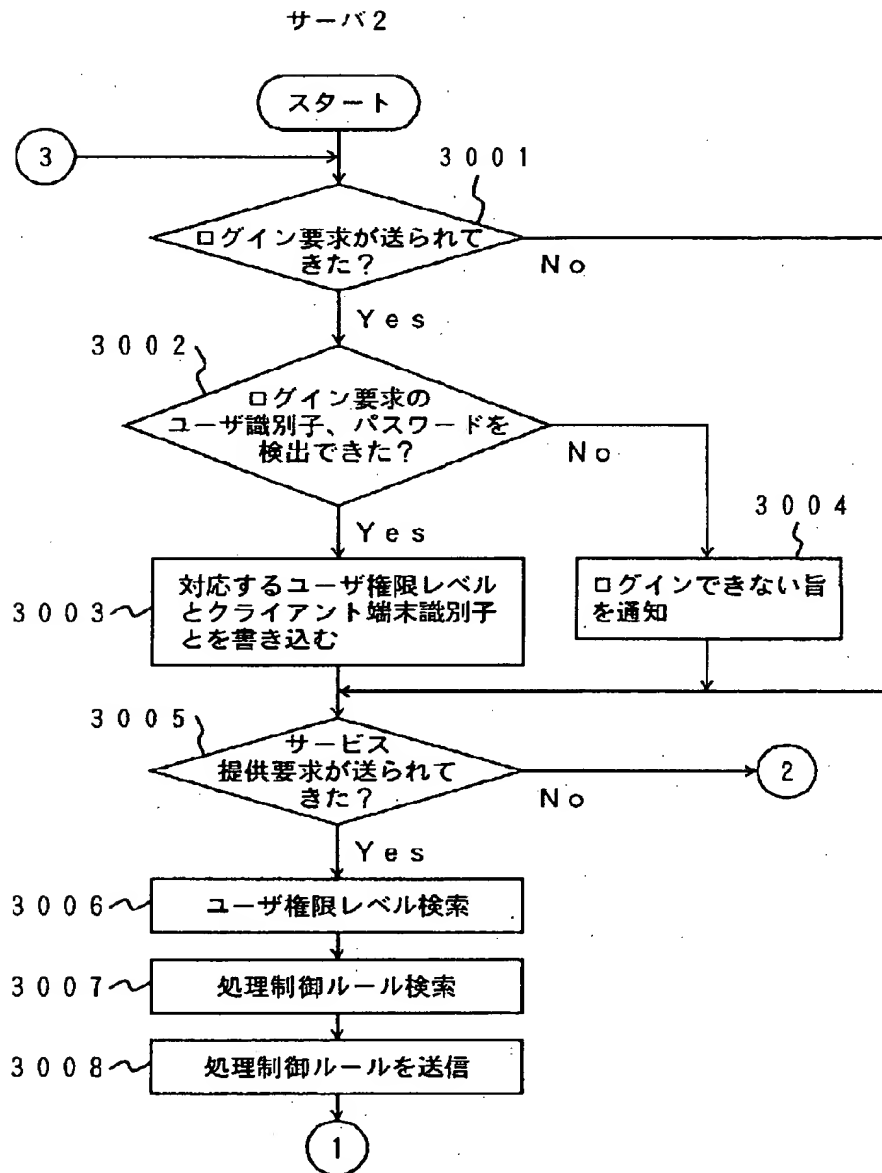 サーバ2
スタート
3
3001
ログイン要求が送られて
きた?
No
Yes
3002
ログイン要求の
ユーザ識別子、パスワードを
検出できた?
No
Yes
3004
ログインできない旨
を通知
3003
対応するユーザ権限レベル
とクライアント端末識別子
とを書き込む
3005
サービス
提供要求が送られて
きた?
2
No
Yes
3006
ユーザ権限レベル検索
3007
処理制御ルール検索
3008
処理制御ルールを送信
1